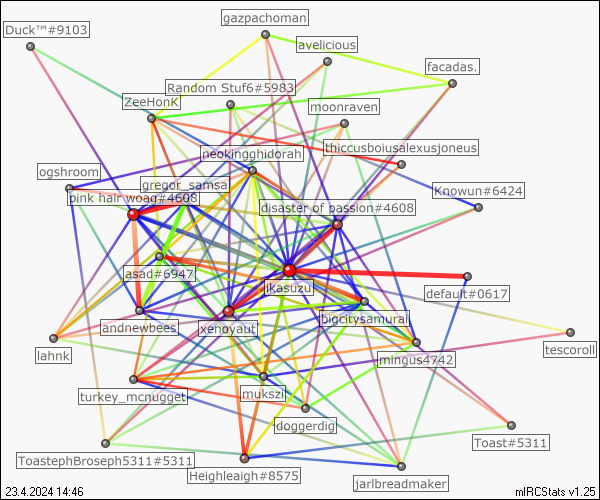 gazpachoman
Duck™#9103
avelicious
facadas.
Random Stuf6#5983
ZeeHonK
moonraven
thiccusboiusalexusjoneus
neokingghidorah
ogshroom
gregor_samsa
Knowun#6424
pink hair woag#4608
disaster of passion#4608
asad#6947
ikasuzu
default#0617
andnewbees
xenoyaut
bigcitysamurai
lahnk
mingus4742
tescoroll
turkey_mcnugget
mukszi
doggerdig
Toast#5311
ToastephBroseph5311#5311
Heighleaigh#8575
jarlbreadmaker
23.4.2024 14:46
mIRCStats v1.25